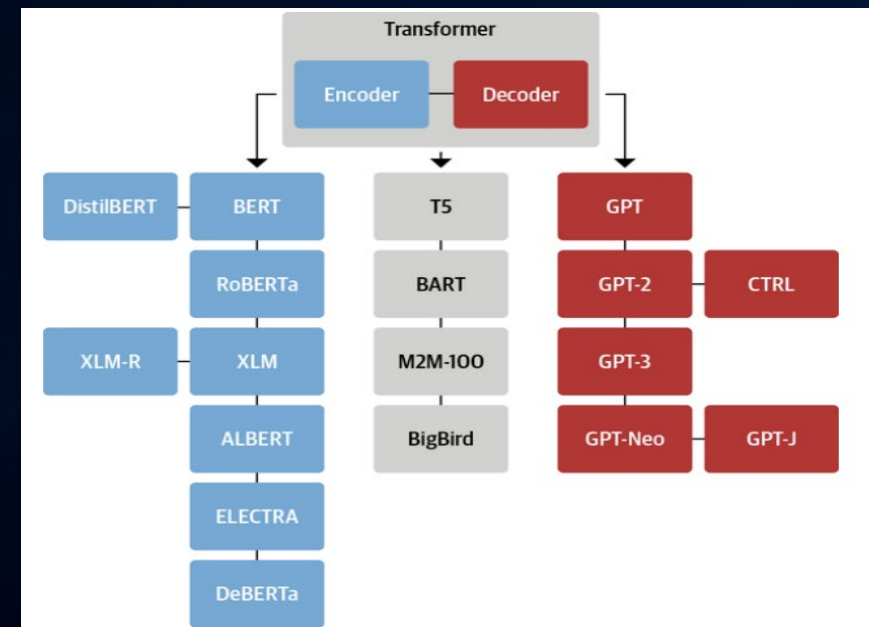 Transformer
Encoder Decoder
DistilBERT BERT T5 GPT
RoBERTa BART GPT-2 CTRL
XLM-R XLM M2M-100 GPT-3
ALBERT BigBird GPT-Neo GPT-J
ELECTRA
DeBERTa